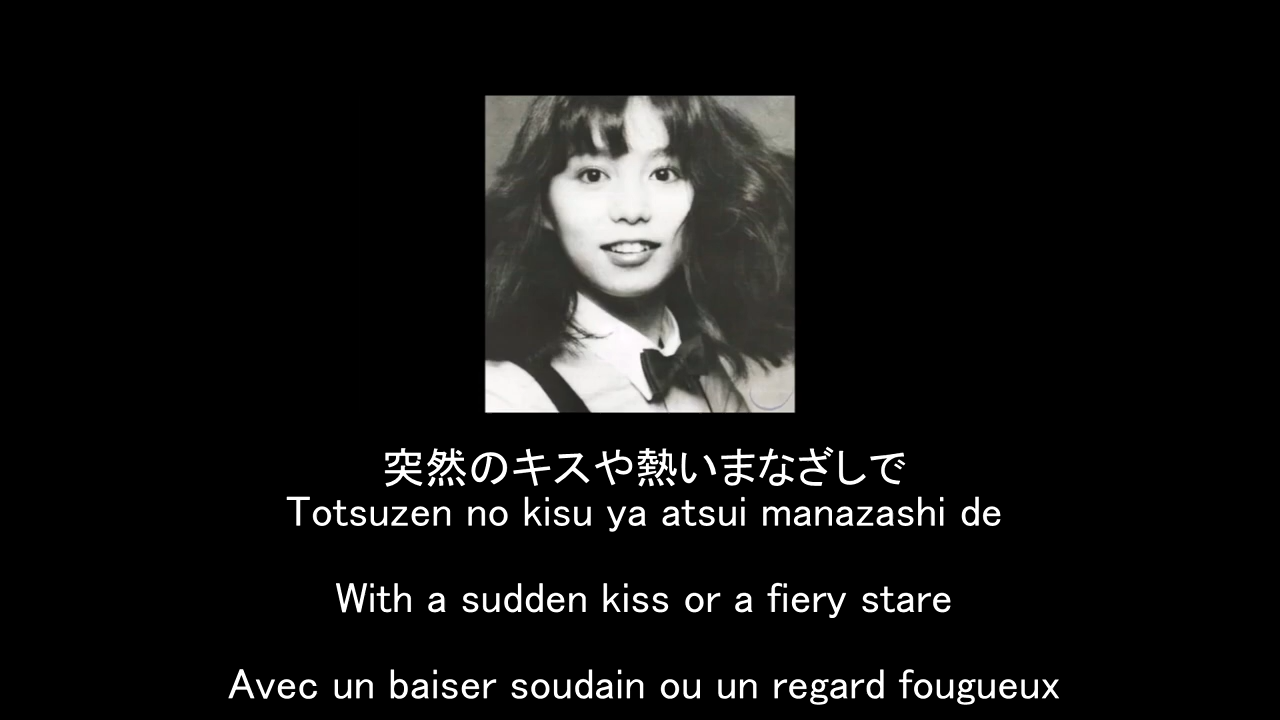 突然のキスや熱いまなざしで
Totsuzen no kisu ya atsui manazashi de
With a sudden kiss or a fiery stare
Avec un baiser soudain ou un regard fougueux